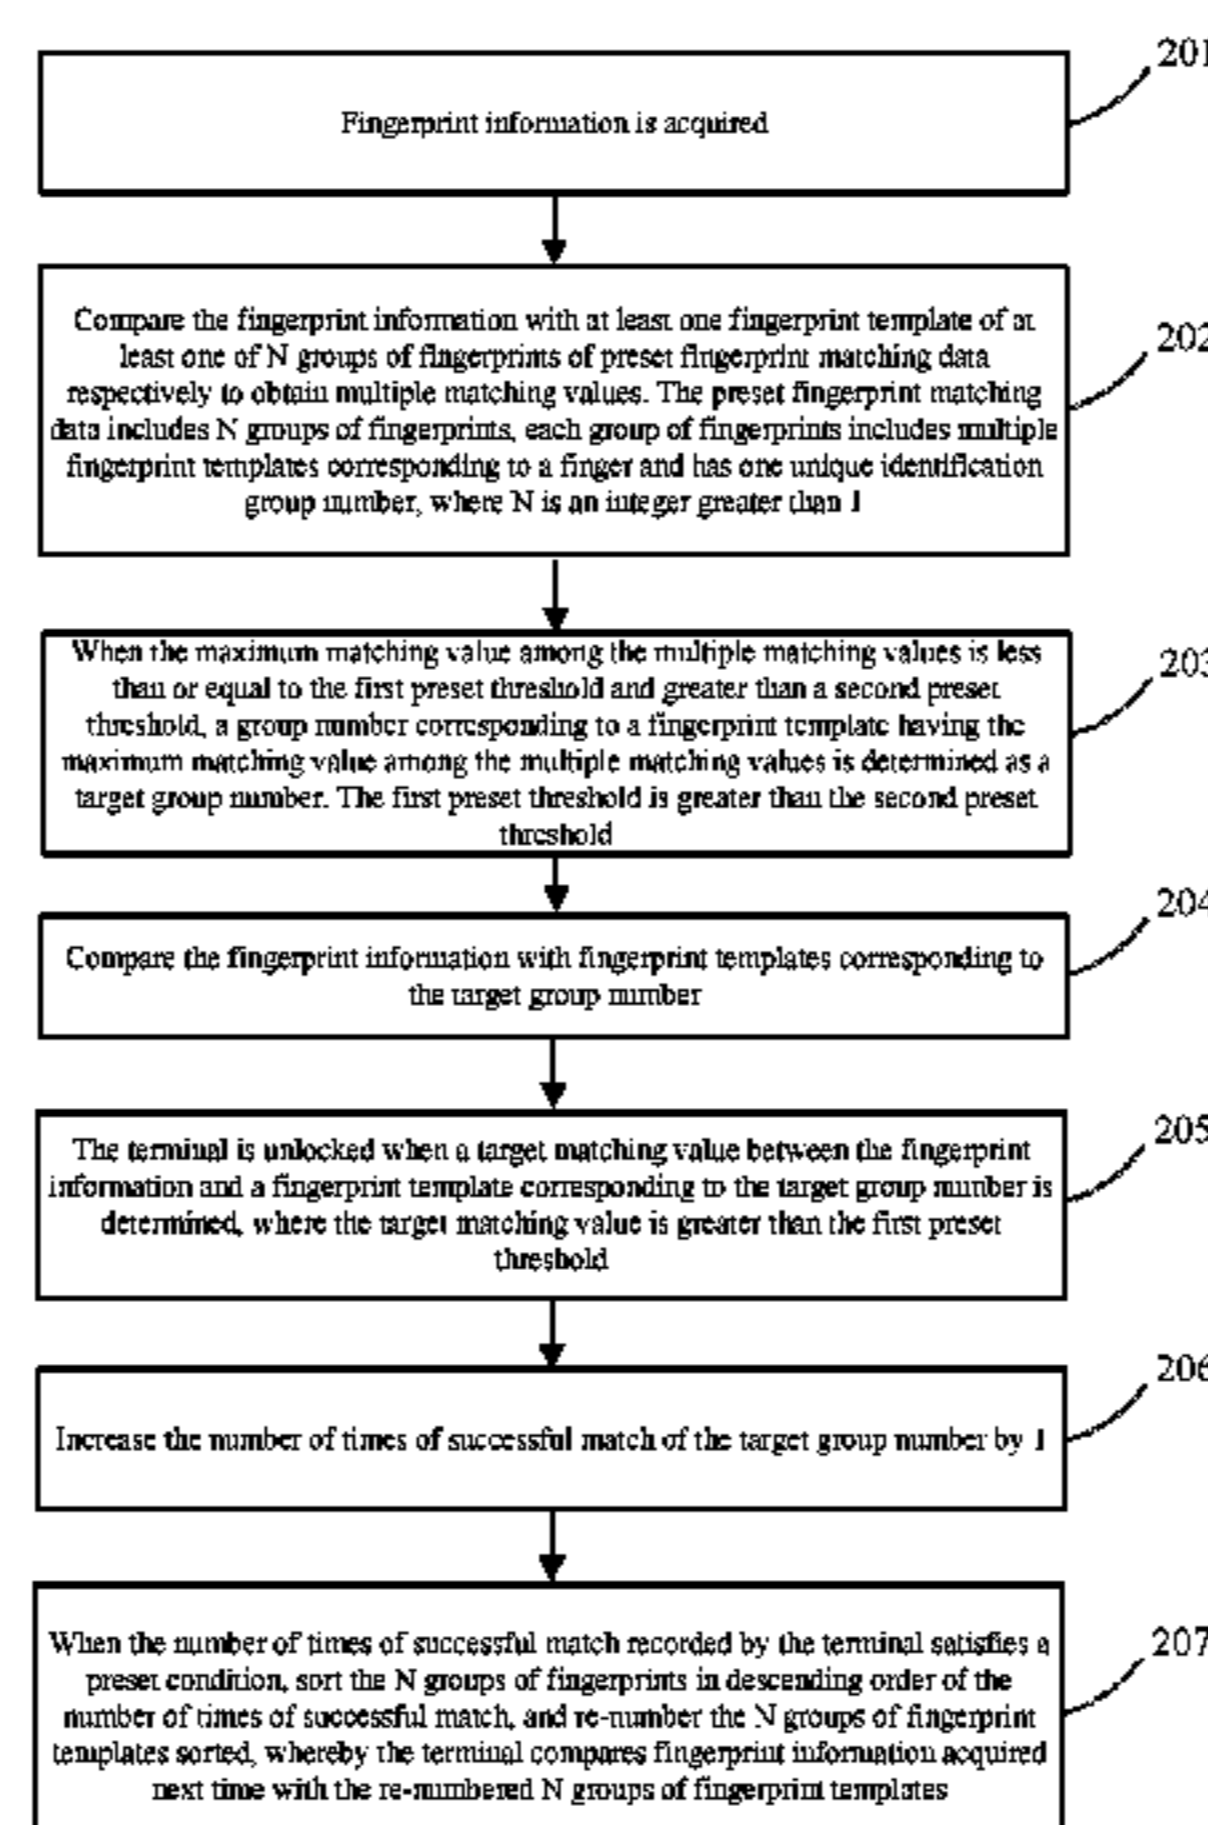 201
Fingerprint information is acquired
202
Compare the fingerprint information with at least one fingerprint template of at
least one of N groups of fingerprints of preset fingerprint matching data
respectively to obtain multiple matching values. The preset fingerprint matching
data includes N groups of fingerprints, each group of fingerprints includes multiple
fingerprint templates corresponding to a finger and has one unique identification
group number, where N is an integer greater than 1
203
When the maximum matching value among the multiple matching values is less
than or equal to the first preset threshold and greater than a second preset
threshold, a group number corresponding to a fingerprint template having the
maximum matching value among the multiple matching values is determined as a
target group number. The first preset threshold is greater than the second preset
threshold
204
Compare the fingerprint information with fingerprint templates corresponding to
the target group number
205
The terminal is unlocked when a target matching value between the fingerprint
information and a fingerprint template corresponding to the target group number is
determined, where the target matching value is greater than the first preset
threshold
206
Increase the number of times of successful match of the target group number by 1
207
When the number of times of successful match recorded by the terminal satisfies a
preset condition, sort the N groups of fingerprints in descending order of the
number of times of successful match, and re-number the N groups of fingerprint
templates sorted, whereby the terminal compares fingerprint information acquired
next time with the re-numbered N groups of fingerprint templates